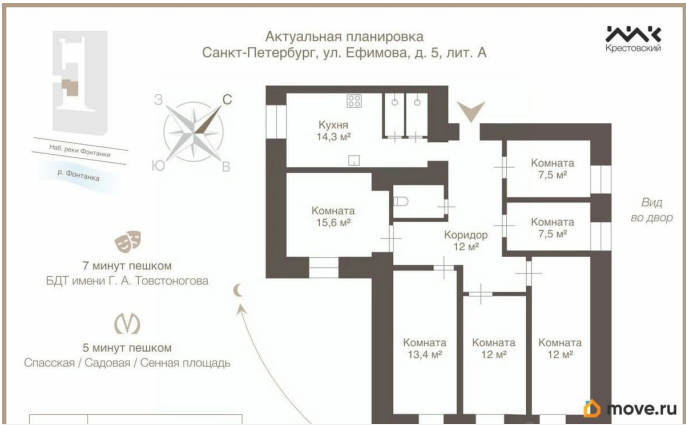 Актуальная планировка
Санкт-Петербург, ул. Ефимова, д. 5, лит. А
Крестовский
Наб. реки Фонтанки
р. Фонтанка
З
С
Ю
В
Кухня
14,3 м²
Комната
7,5 м²
Комната
15,6 м²
Комната
7,5 м²
Коридор
12 м²
Вид
во двор
7 минут пешком
БДТ имени Г. А. Товстоногова
5 минут пешком
Спасская / Садовая / Сенная площадь
Комната
13,4 м²
Комната
12 м²
Комната
12 м²
move.ru